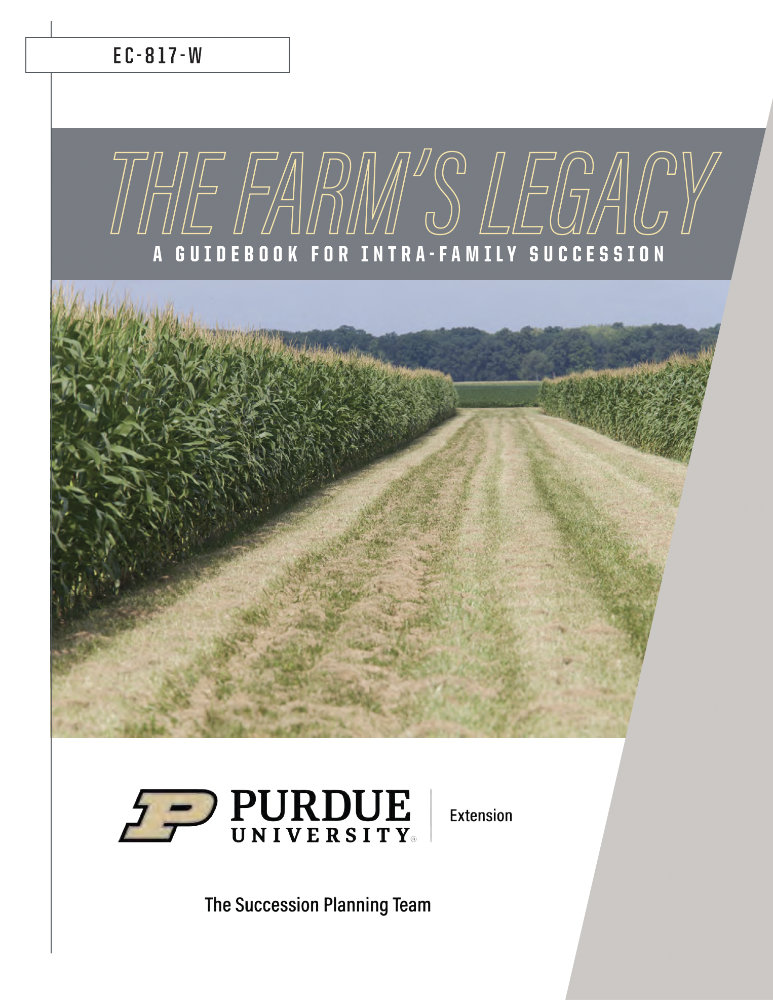 EC-817-W
THE FARM'S LEGACY
A GUIDEBOOK FOR INTRA-FAMILY SUCCESSION
P PURDUE
UNIVERSITY®
Extension
The Succession Planning Team